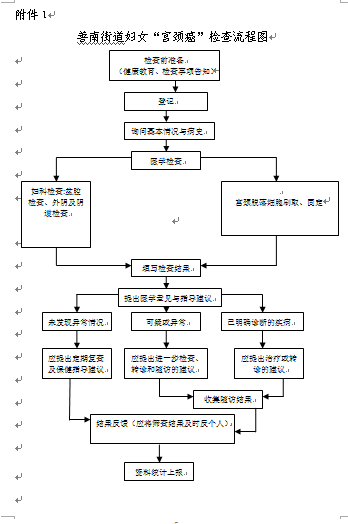 附件 1
善南街道妇女“宫颈癌”检查流程图
检查前准备
（健康教育、检查事项告知）
登记
询问基本情况与病史
医学检查
妇科检查:盆腔
检查、外阴及阴
道检查
宫颈脱落细胞刷取、固定
填写检查结果
提出医学意见与指导建议
未发现异常情况
可疑或异常
已明确诊断的疾病
应提出定期复查
及保健指导建议
应提出进一步检查、
转诊和随访的建议
应提出治疗或转
诊的建议
收集随访结果
结果反馈（应将筛查结果及时反个人）
资料统计上报